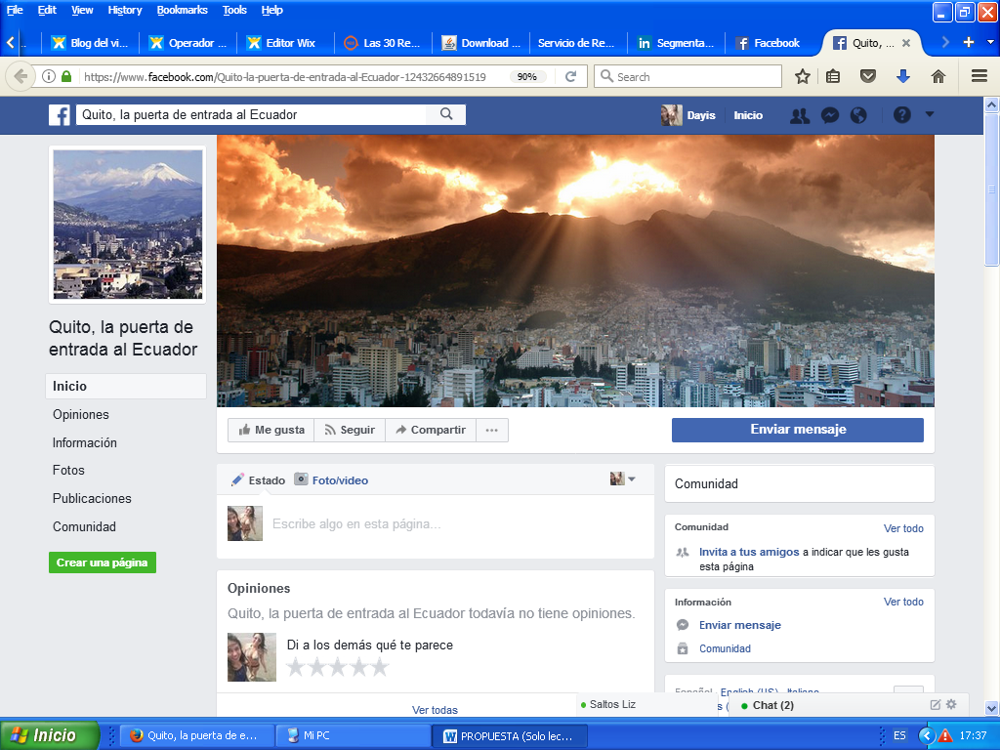 File Edit View History Bookmarks Tools Help
Blog del vi... Operador ... Editor Wix Las 30 Re... Download ... Servicio de Re... Segmenta... Facebook Quito, ...
https://www.facebook.com/Quito-la-puerta-de-entrada-al-Ecuador-12432664891519 90% Search
Quito, la puerta de entrada al Ecuador Dayis Inicio
Quito, la puerta de
entrada al Ecuador
Inicio
Opiniones
Información
Fotos
Publicaciones
Comunidad
Crear una página
Me gusta Seguir Compartir ... Enviar mensaje
Estado Foto/video
Escribe algo en esta página...
Opiniones
Quito, la puerta de entrada al Ecuador todavía no tiene opiniones.
Di a los demás qué te parece
Ver todas
Comunidad
Comunidad Ver todo
Invita a tus amigos a indicar que les gusta
esta página
Información Ver todo
Enviar mensaje
Comunidad
Español English (US) Italiano
Saltos Liz Chat (2)
Inicio Quito, la puerta de e... Mi PC PROPUESTA (Solo lec... ES 17:37